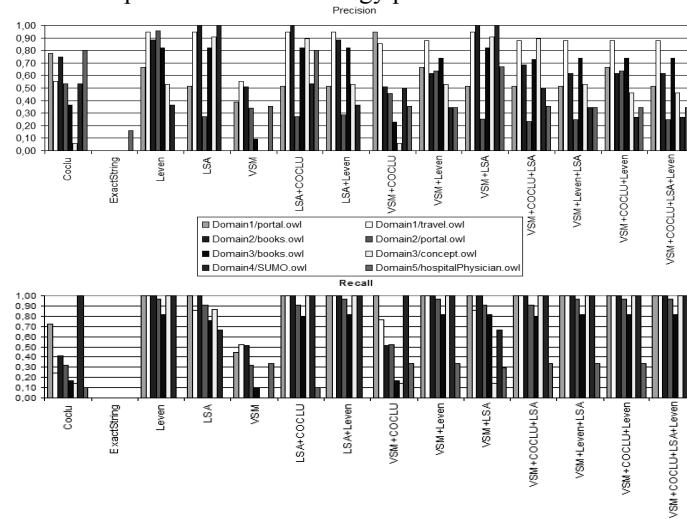 Precision
1,00
0,90
0,80
0,70
0,60
0,50
0,40
0,30
0,20
0,10
0,00
Coclu
ExactString
Leven
LSA
VSM
LSA+COCLU
LSA+Leven
VSM+COCLU
VSM+Leven
VSM+LSA
VSM+COCLU+LSA
VSM+Leven+LSA
VSM+COCLU+Leven
VSM+COCLU+LSA+Leven
Domain1/portal.owl
Domain1/travel.owl
Domain2/books.owl
Domain2/portal.owl
Domain3/books.owl
Domain3/concept.owl
Domain4/SUMO.owl
Domain5/hospitalPhysician.owl
Recall
1,00
0,90
0,80
0,70
0,60
0,50
0,40
0,30
0,20
0,10
0,00
Coclu
ExactString
Leven
LSA
VSM
LSA+COCLU
LSA+Leven
VSM+COCLU
VSM+Leven
VSM+LSA
VSM+COCLU+LSA
VSM+Leven+LSA
VSM+COCLU+Leven
VSM+COCLU+LSA+Leven